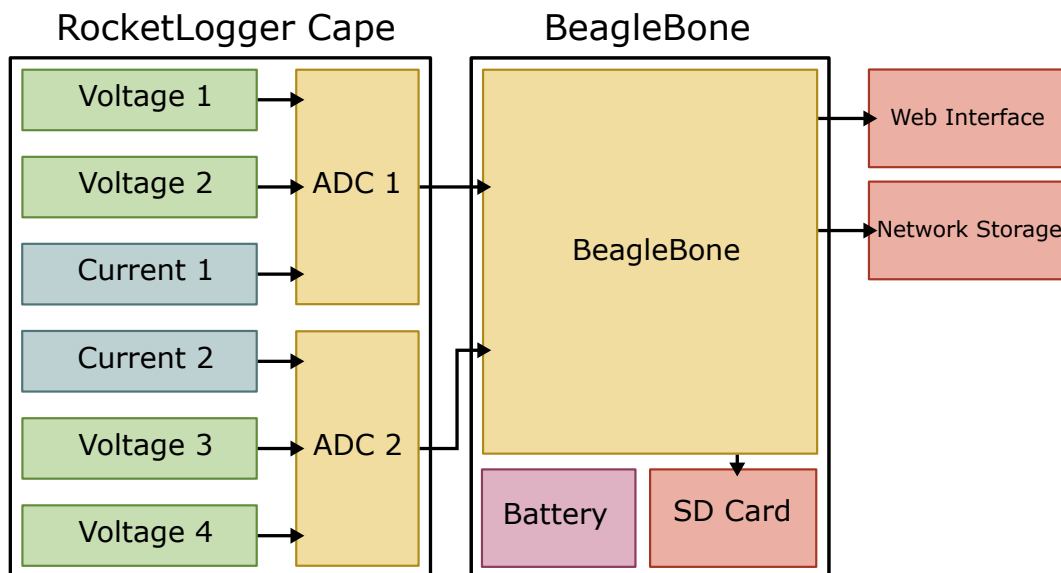 RocketLogger Cape
Voltage 1
Voltage 2
Current 1
Current 2
Voltage 3
Voltage 4
ADC 1
ADC 2
BeagleBone
BeagleBone
Battery
SD Card
Web Interface
Network Storage